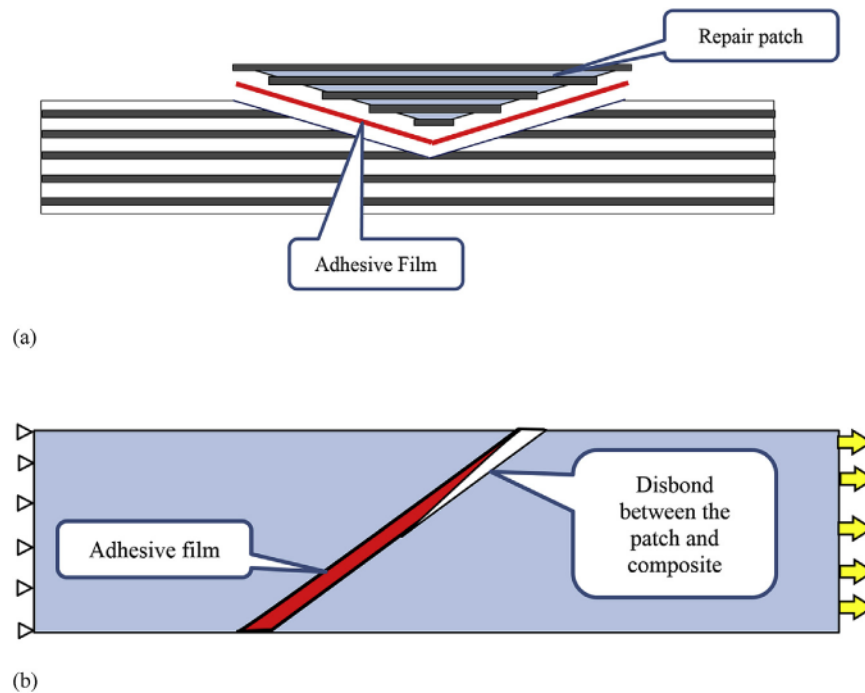 Repair patch
Adhesive Film
(a)
Disbond
between the
patch and
composite
Adhesive film
(b)